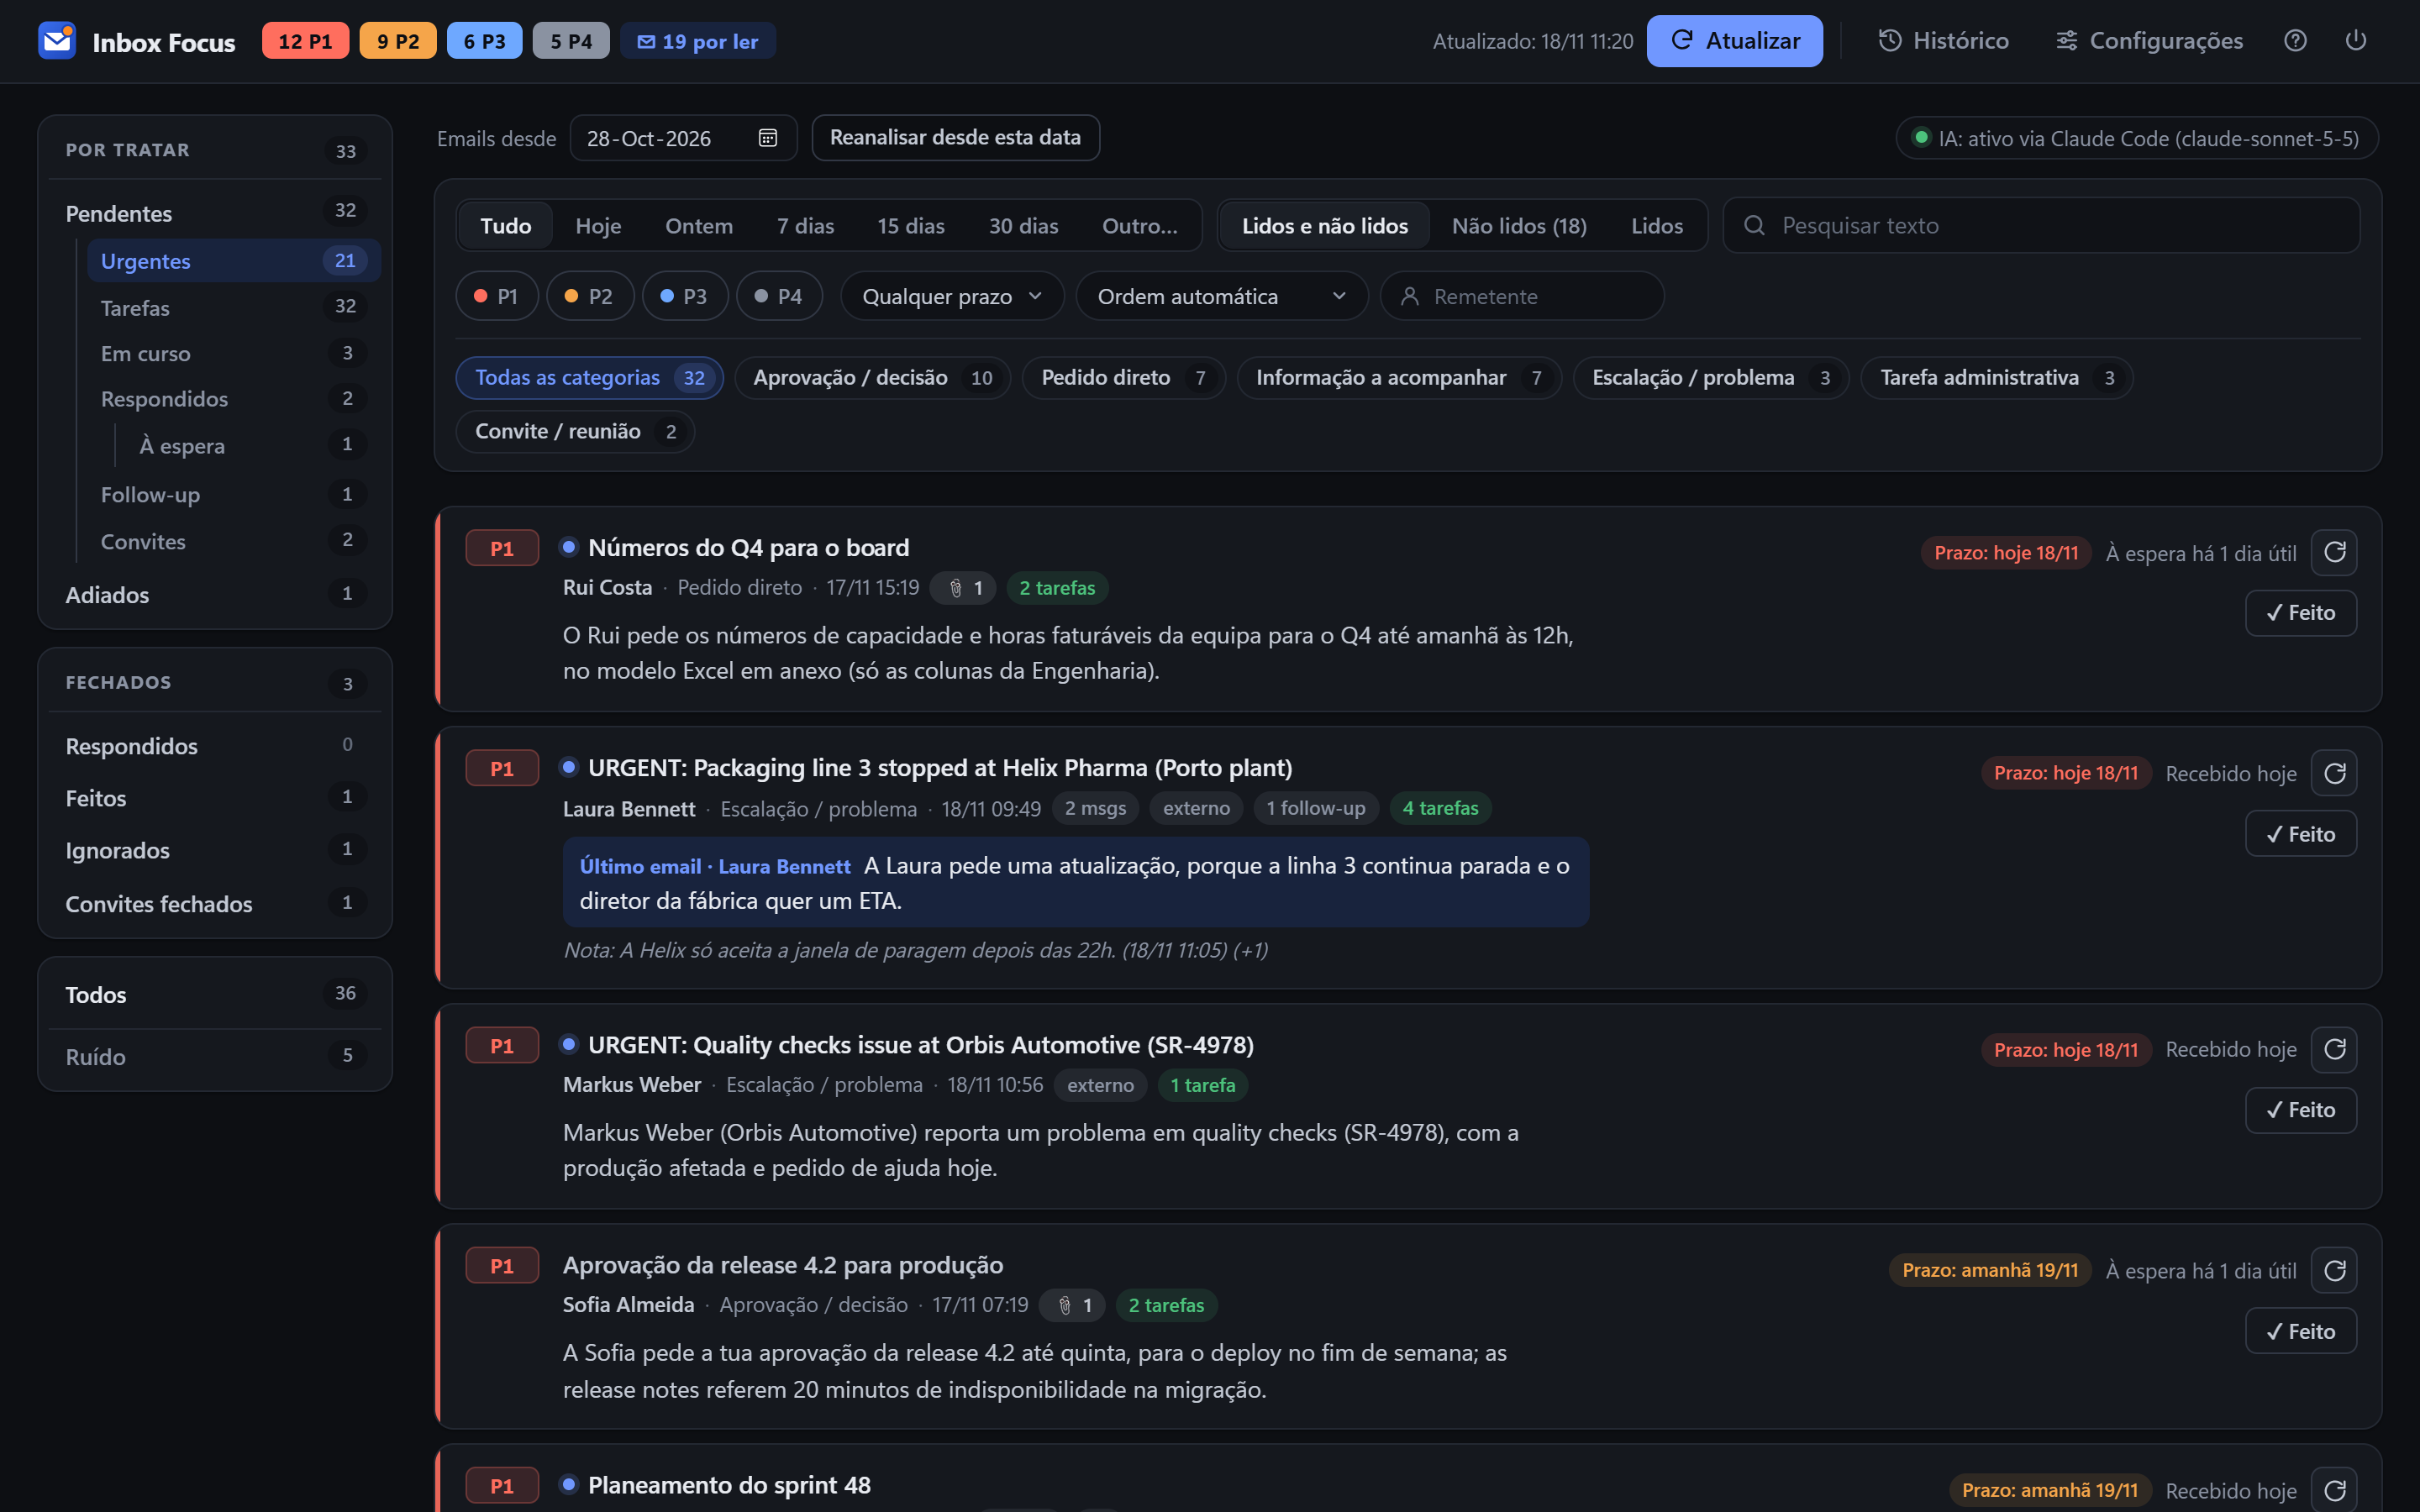 Inbox Focus 12 P1 9 P2 6 P3 5 P4 19 por ler Atualizado: 18/11 11:20 Atualizar Histórico Configurações
POR TRATAR 33
Pendentes 32
Urgentes 21
Tarefas 32
Em curso 3
Respondidos 2
À espera 1
Follow-up 1
Convites 2
Adiados 1
FECHADOS 3
Respondidos 0
Feitos 1
Ignorados 1
Convites fechados 1
Todos 36
Ruído 5
Emails desde 28-Oct-2026 Reanalisar desde esta data IA: ativo via Claude Code (claude-sonnet-5-5)
Tudo Hoje Ontem 7 dias 15 dias 30 dias Outro... Lidos e não lidos Não lidos (18) Lidos Pesquisar texto
P1 P2 P3 P4 Qualquer prazo Ordem automática Remetente
Todas as categorias 32 Aprovação / decisão 10 Pedido direto 7 Informação a acompanhar 7 Escalação / problema 3 Tarefa administrativa 3
Convite / reunião 2
P1 Números do Q4 para o board Prazo: hoje 18/11 À espera há 1 dia útil
Rui Costa · Pedido direto · 17/11 15:19 1 2 tarefas
✓ Feito
O Rui pede os números de capacidade e horas faturáveis da equipa para o Q4 até amanhã às 12h,
no modelo Excel em anexo (só as colunas da Engenharia).
P1 URGENT: Packaging line 3 stopped at Helix Pharma (Porto plant) Prazo: hoje 18/11 Recebido hoje
Laura Bennett · Escalação / problema · 18/11 09:49 2 msgs externo 1 follow-up 4 tarefas
✓ Feito
Último email · Laura Bennett A Laura pede uma atualização, porque a linha 3 continua parada e o
diretor da fábrica quer um ETA.
Nota: A Helix só aceita a janela de paragem depois das 22h. (18/11 11:05) (+1)
P1 URGENT: Quality checks issue at Orbis Automotive (SR-4978) Prazo: hoje 18/11 Recebido hoje
Markus Weber · Escalação / problema · 18/11 10:56 externo 1 tarefa
✓ Feito
Markus Weber (Orbis Automotive) reporta um problema em quality checks (SR-4978), com a
produção afetada e pedido de ajuda hoje.
P1 Aprovação da release 4.2 para produção Prazo: amanhã 19/11 À espera há 1 dia útil
Sofia Almeida · Aprovação / decisão · 17/11 07:19 1 2 tarefas
✓ Feito
A Sofia pede a tua aprovação da release 4.2 até quinta, para o deploy no fim de semana; as
release notes referem 20 minutos de indisponibilidade na migração.
P1 Planeamento do sprint 48 Prazo: amanhã 19/11 Recebido hoje